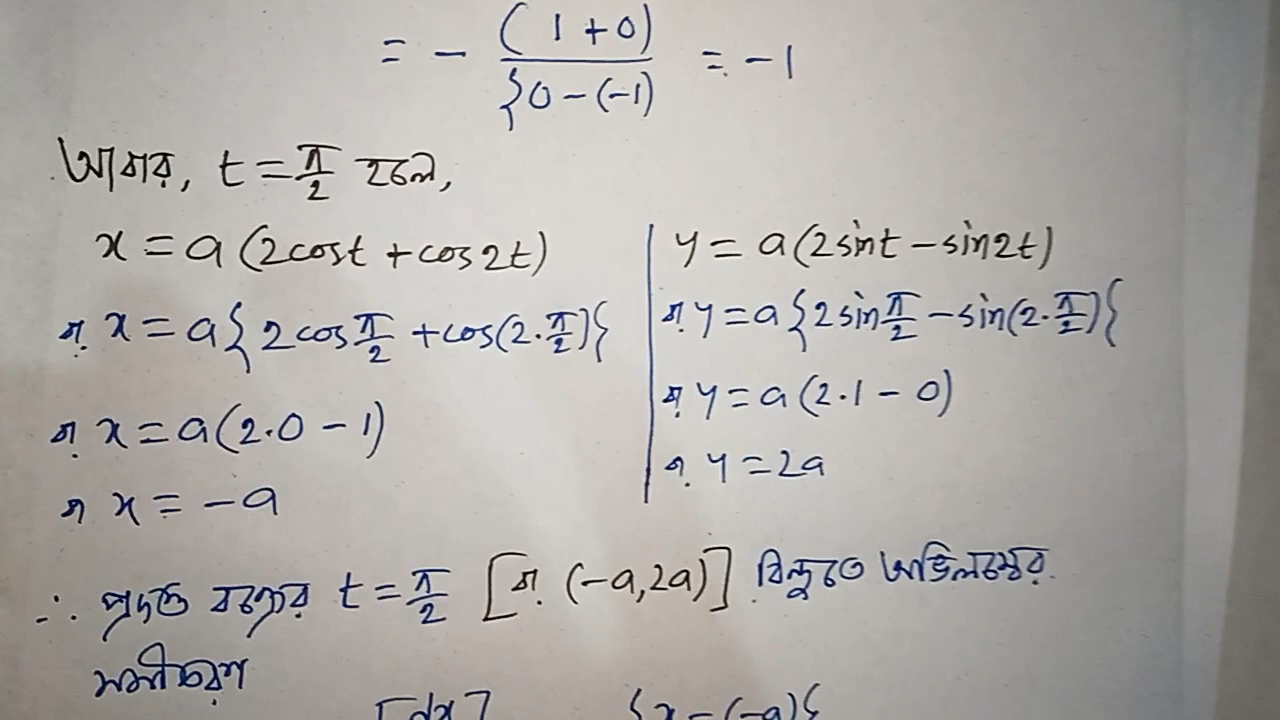 = - (1+0) / {0-(-1) = -1
আবার, t = π/2 হলে,
x = a(2cost + cos2t)
বা, x = a{2cos π/2 + cos(2·π/2)}
বা, x = a(2·0 - 1)
বা, x = -a
y = a(2sint - sin2t)
বা, y = a{2sin π/2 - sin(2·π/2)}
বা, y = a(2·1 - 0)
বা, y = 2a
∴ প্রদত্ত বক্রের t = π/2 [বা, (-a, 2a)] বিন্দুতে অভিলম্বের
সমীকরণ
{x-(-a)}